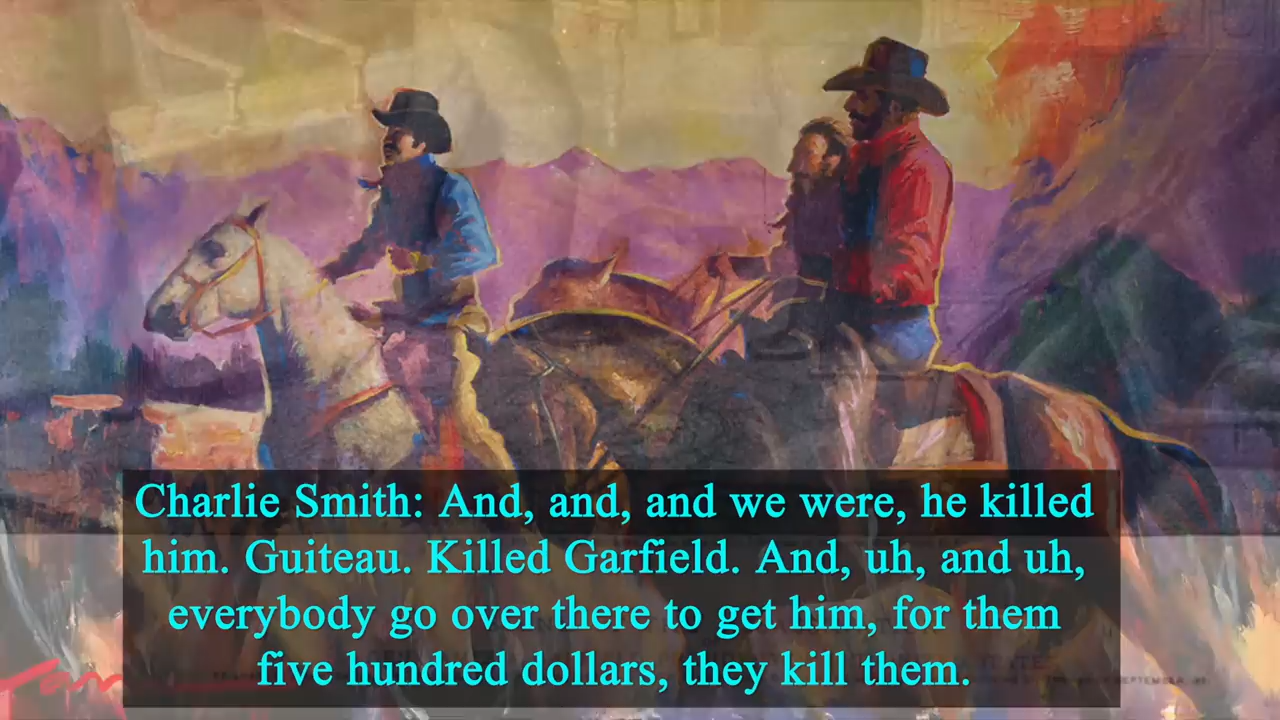 Charlie Smith: And, and, and we were, he killed
him. Guiteau. Killed Garfield. And, uh, and uh,
everybody go over there to get him, for them
five hundred dollars, they kill them.